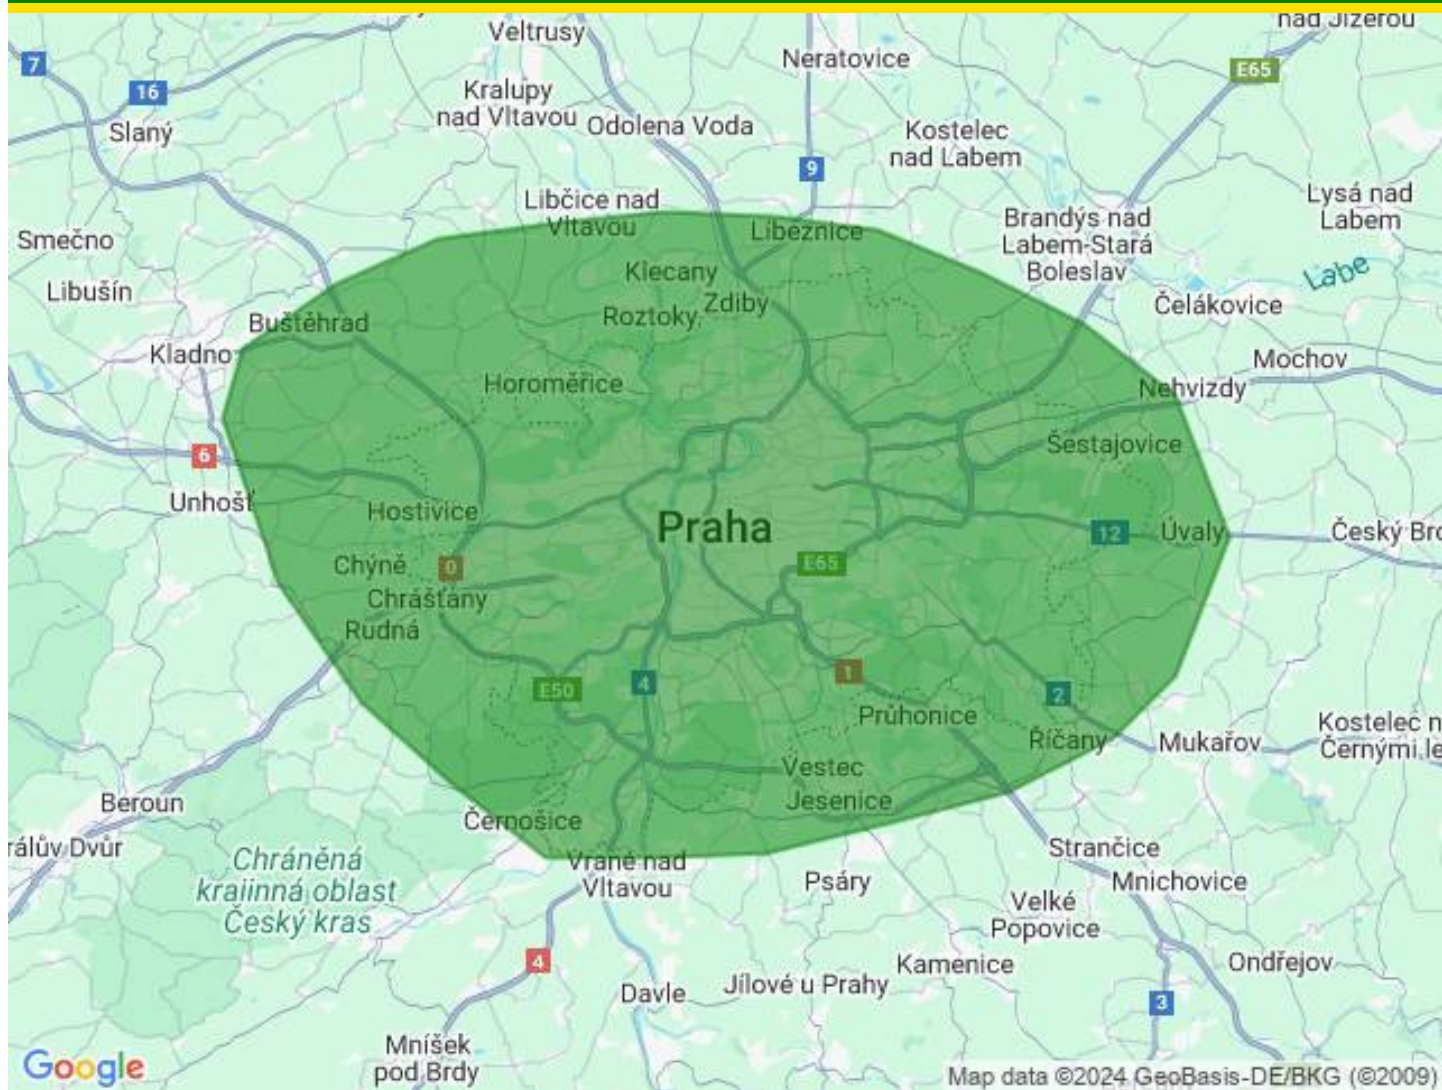 nad Jizerou
Veltrusy
7
Neratovice
E65
16
Kralupy
nad Vltavou
Slaný
Odolena Voda
Kostelec
nad Labem
9
Libčice nad
Vltavou
Lysá nad
Labem
Brandýs nad
Labem-Stará
Boleslav
Smečno
Líbeznice
Klecany
Labe
Libušín
Zdiby
Čelákovice
Roztoky
Buštěhrad
Kladno
Mochov
Horoměřice
Nehvizdy
Šestajovice
6
Unhošť
Hostivice
Praha
12
Úvaly
Český Bro
Chýně
0
E65
Chrášťany
Rudná
1
E50
4
2
Průhonice
Kostelec n
Černými le
Říčany
Mukařov
Vestec
Jesenice
Beroun
Černošice
rálův Dvůr
Strančice
Chráněná
krajinná oblast
Český kras
Vrané nad
Vltavou
Psáry
Mnichovice
Velké
Popovice
4
Kamenice
Ondřejov
Jílové u Prahy
Davle
3
Mníšek
pod Brdy
Google
Map data ©2024 GeoBasis-DE/BKG (©2009)